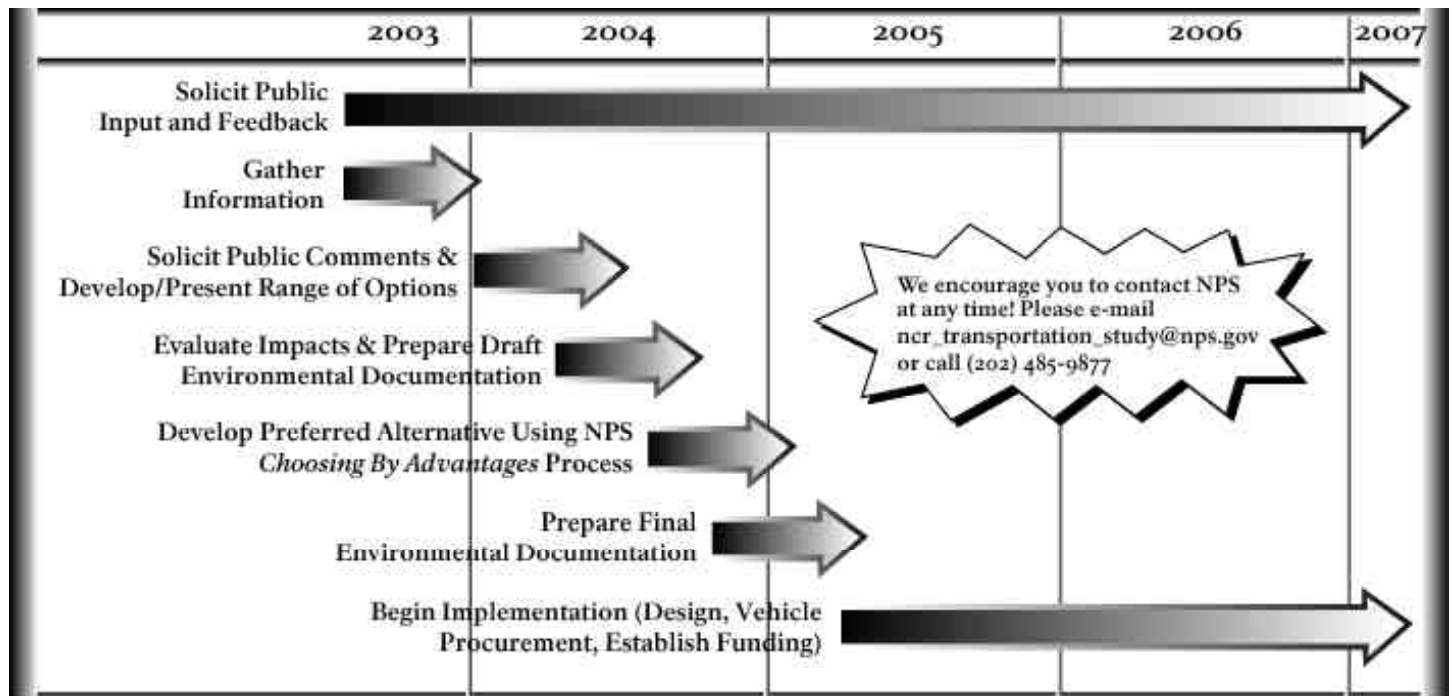 2003 2004 2005 2006 2007
Solicit Public
Input and Feedback
Gather
Information
Solicit Public Comments &
Develop/Present Range of Options
Evaluate Impacts & Prepare Draft
Environmental Documentation
Develop Preferred Alternative Using NPS
Choosing By Advantages Process
Prepare Final
Environmental Documentation
Begin Implementation (Design, Vehicle
Procurement, Establish Funding)
We encourage you to contact NPS
at any time! Please e-mail
ncr_transportation_study@nps.gov
or call (202) 485-9877